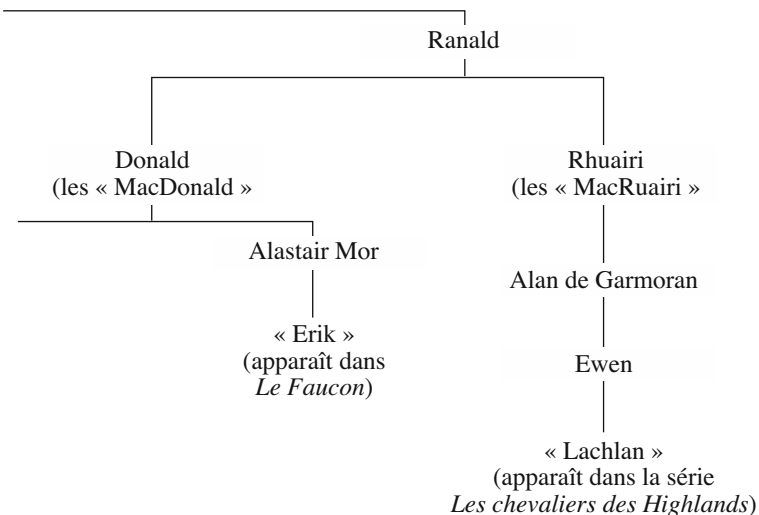 Ranald
Donald
(les « MacDonald »
Rhuairi
(les « MacRuairi »
Alastair Mor
Alan de Garmoran
« Erik »
(apparaît dans
Le Faucon)
Ewen
« Lachlan »
(apparaît dans la série
Les chevaliers des Highlands)